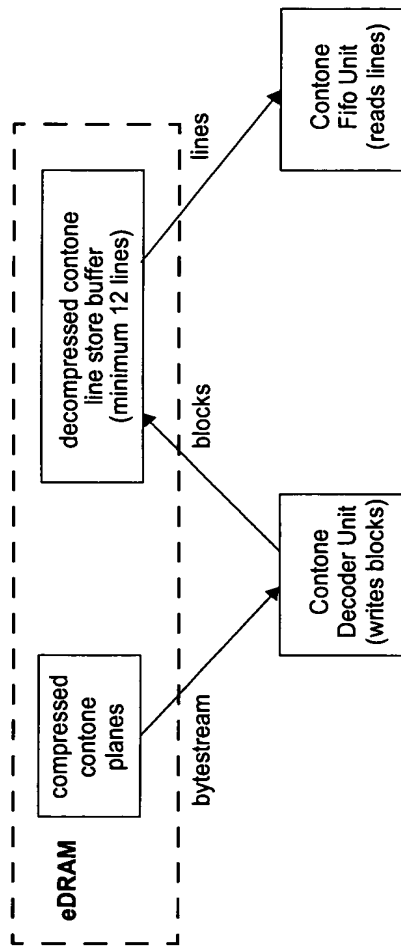 eDRAM
compressed
contone
planes
decompressed contone
line store buffer
(minimum 12 lines)
bytestream
blocks
lines
Contone
Decoder Unit
(writes blocks)
Contone
Fifo Unit
(reads lines)